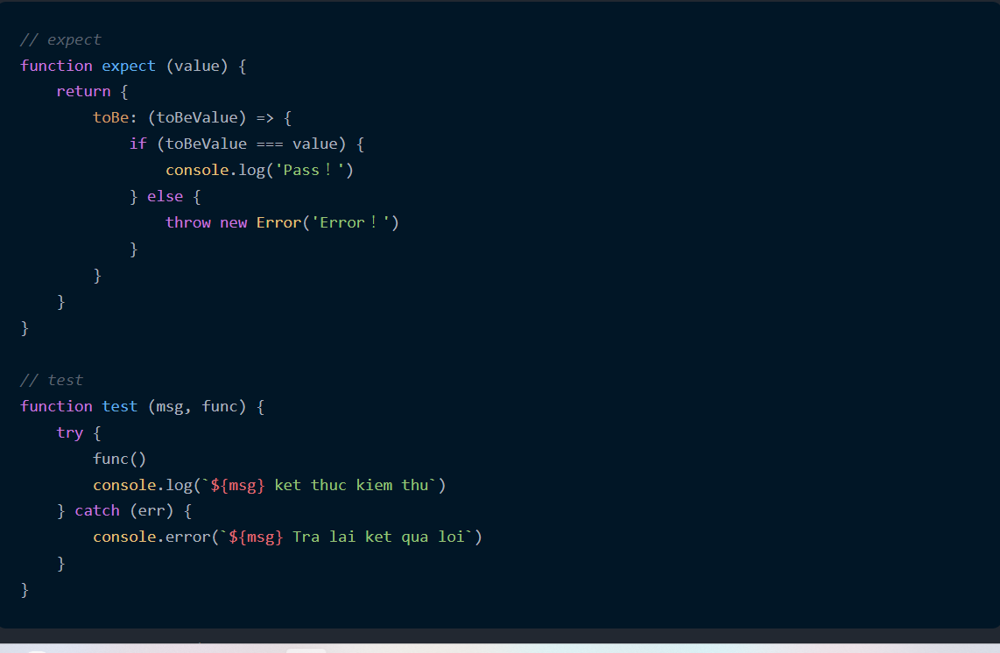 // expect
function expect (value) {
    return {
        toBe: (toBeValue) => {
            if (toBeValue === value) {
                console.log('Pass！')
            } else {
                throw new Error('Error！')
            }
        }
    }
}

// test
function test (msg, func) {
    try {
        func()
        console.log(`${msg} ket thuc kiem thu`)
    } catch (err) {
        console.error(`${msg} Tra lai ket qua loi`)
    }
}